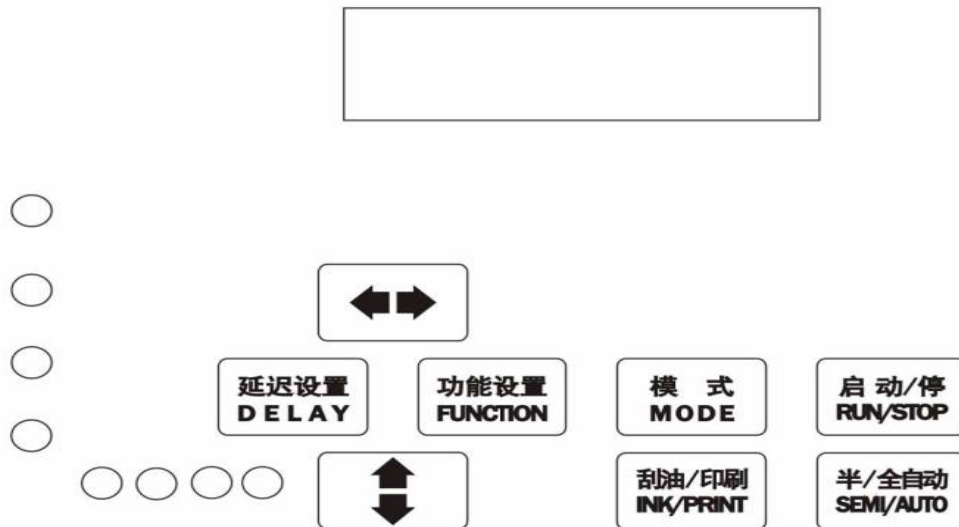 延迟设置
DELAY
功能设置
FUNCTION
模 式
MODE
启 动/停
RUN/STOP
刮油/印刷
INK/PRINT
半/全自动
SEMI/AUTO